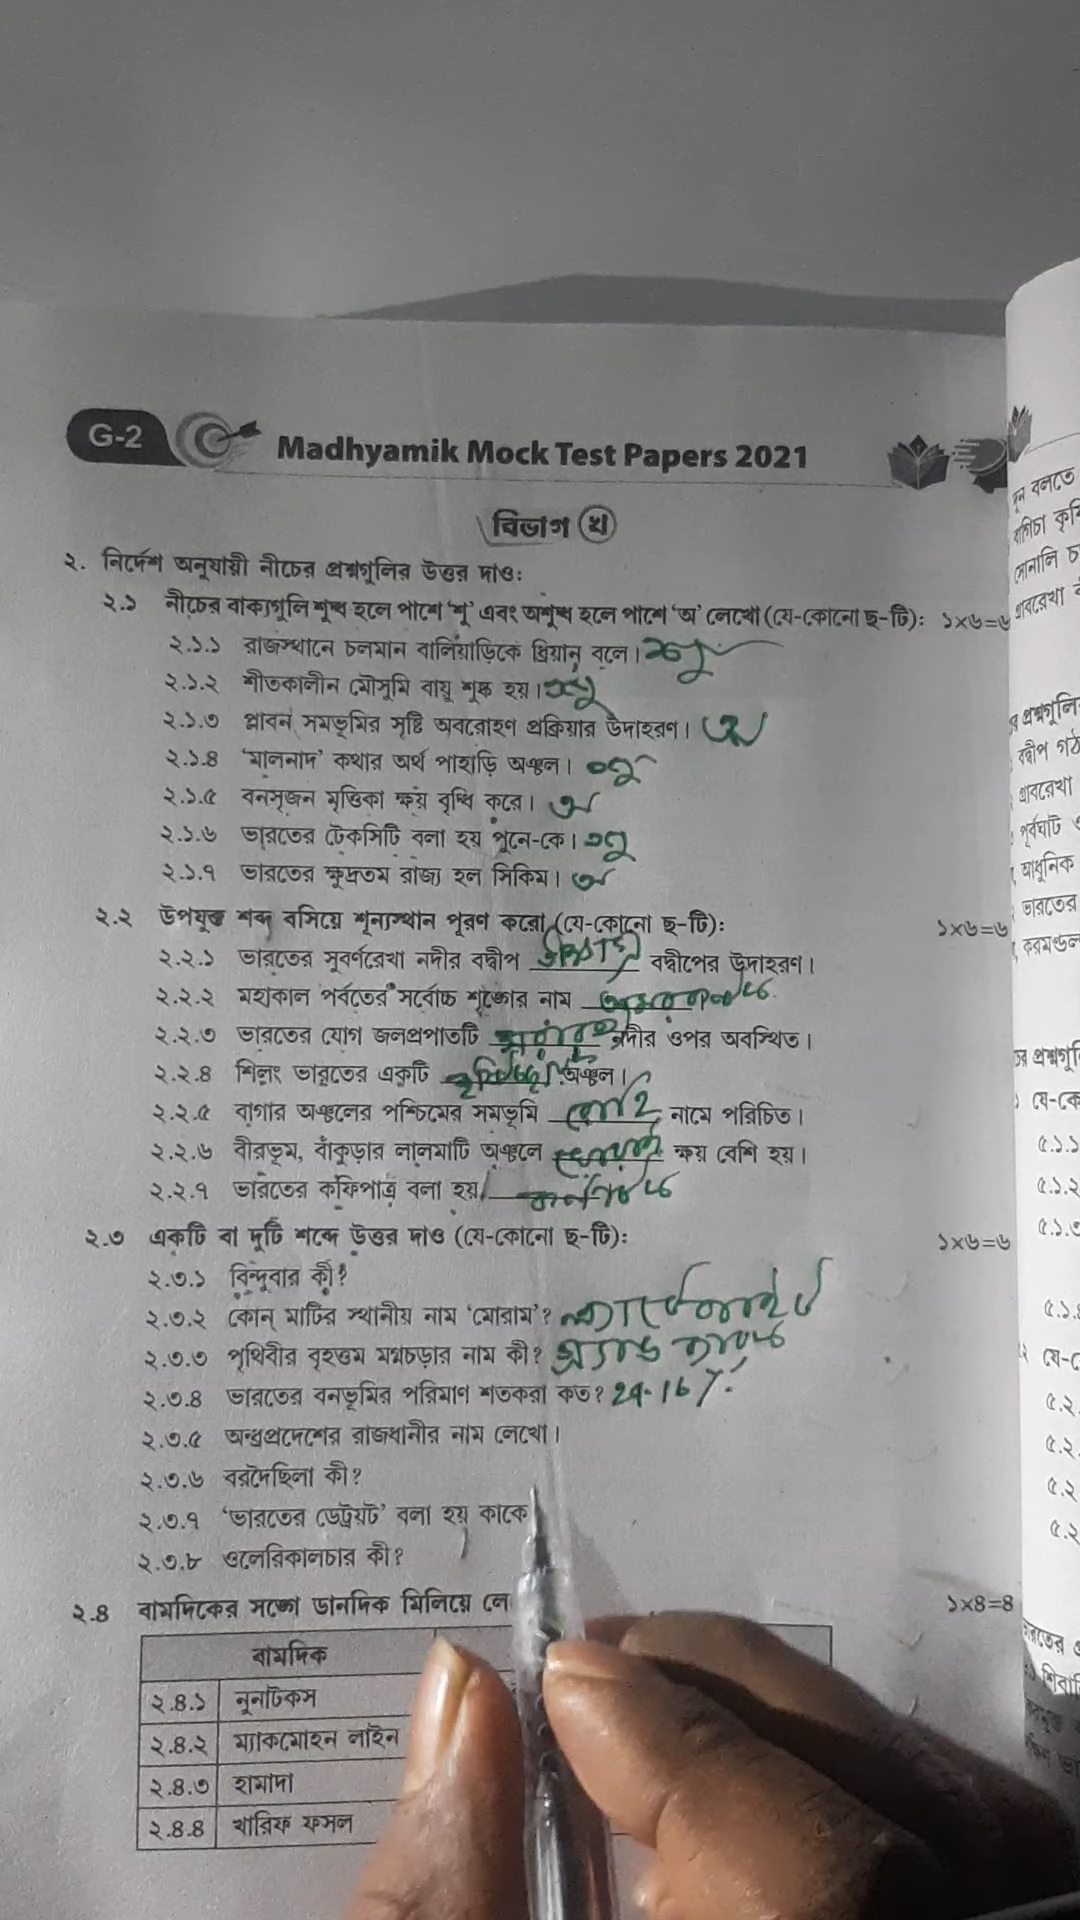 G-2
Madhyamik Mock Test Papers 2021
বিভাগ খ
২. নির্দেশ অনুযায়ী নীচের প্রশ্নগুলির উত্তর দাও:
২.১ নীচের বাক্যগুলি শুদ্ধ হলে পাশে 'শু' এবং অশুদ্ধ হলে পাশে 'অ' লেখো (যে-কোনো ছ-টি): ১×৬=৬
২.১.১ রাজস্থানে চলমান বালিয়াড়িকে ধ্রিয়ান বলে। শু
২.১.২ শীতকালীন মৌসুমি বায়ু শুষ্ক হয়। শু
২.১.৩ প্লাবন সমভূমির সৃষ্টি অবরোহণ প্রক্রিয়ার উদাহরণ। অ
২.১.৪ 'মালনাদ' কথার অর্থ পাহাড়ি অঞ্চল। শু
২.১.৫ বনসৃজন মৃত্তিকা ক্ষয় বৃদ্ধি করে। অ
২.১.৬ ভারতের টেকসিটি বলা হয় পুনে-কে। শু
২.১.৭ ভারতের ক্ষুদ্রতম রাজ্য হল সিকিম। অ
২.২ উপযুক্ত শব্দ বসিয়ে শূন্যস্থান পূরণ করো (যে-কোনো ছ-টি): ১×৬=৬
২.২.১ ভারতের সুবর্ণরেখা নদীর বদ্বীপ বদ্বীপের উদাহরণ।
২.২.২ মহাকাল পর্বতের সর্বোচ্চ শৃঙ্গের নাম অমরকণ্টক
২.২.৩ ভারতের যোগ জলপ্রপাতটি সরাবতী নদীর ওপর অবস্থিত।
২.২.৪ শিলং ভারতের একটি বৃষ্টিচ্ছায় অঞ্চল।
২.২.৫ বাগার অঞ্চলের পশ্চিমের সমভূমি রোহি নামে পরিচিত।
২.২.৬ বীরভূম, বাঁকুড়ার লালমাটি অঞ্চলে ক্ষয় বেশি হয়।
২.২.৭ ভারতের কফিপাত্র বলা হয় কর্ণাটক
২.৩ একটি বা দুটি শব্দে উত্তর দাও (যে-কোনো ছ-টি): ১×৬=৬
২.৩.১ বিন্দুবার কী?
২.৩.২ কোন্ মাটির স্থানীয় নাম 'মোরাম'? ল্যাটেরাইট
২.৩.৩ পৃথিবীর বৃহত্তম মগ্নচড়ার নাম কী? গ্র্যান্ড ব্যাঙ্ক
২.৩.৪ ভারতের বনভূমির পরিমাণ শতকরা কত? 24.16%
২.৩.৫ অন্ধ্রপ্রদেশের রাজধানীর নাম লেখো।
২.৩.৬ বরদৈছিলা কী?
২.৩.৭ 'ভারতের ডেট্রয়ট' বলা হয় কাকে
২.৩.৮ ওলেরিকালচার কী?
২.৪ বামদিকের সঙ্গে ডানদিক মিলিয়ে লে ১×৪=৪
বামদিক
২.৪.১ নুনাটকস
২.৪.২ ম্যাকমোহন লাইন
২.৪.৩ হামাদা
২.৪.৪ খারিফ ফসল